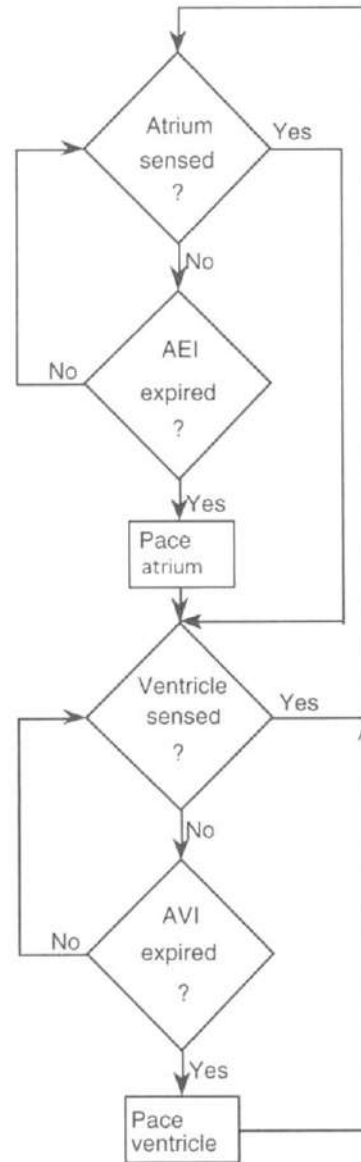 Atrium
sensed
?
Yes
No
AEI
expired
?
No
Yes
Pace
atrium
Ventricle
sensed
?
Yes
No
AVI
expired
?
No
Yes
Pace
ventricle